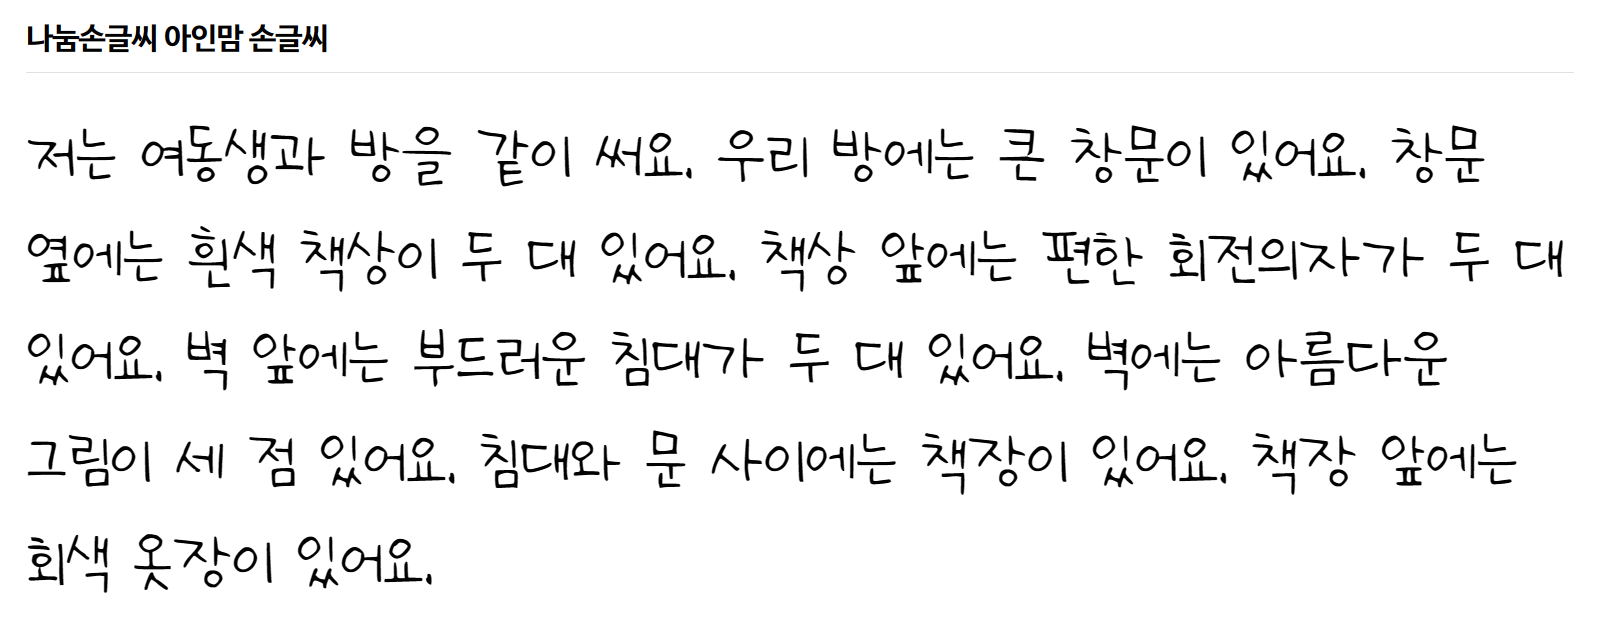 나눔손글씨 아인맘 손글씨
저는 여동생과 방을 같이 써요. 우리 방에는 큰 창문이 있어요. 창문
옆에는 흰색 책상이 두 대 있어요. 책상 앞에는 편한 회전의자가 두 대
있어요. 벽 앞에는 부드러운 침대가 두 대 있어요. 벽에는 아름다운
그림이 세 점 있어요. 침대와 문 사이에는 책장이 있어요. 책장 앞에는
회색 옷장이 있어요.